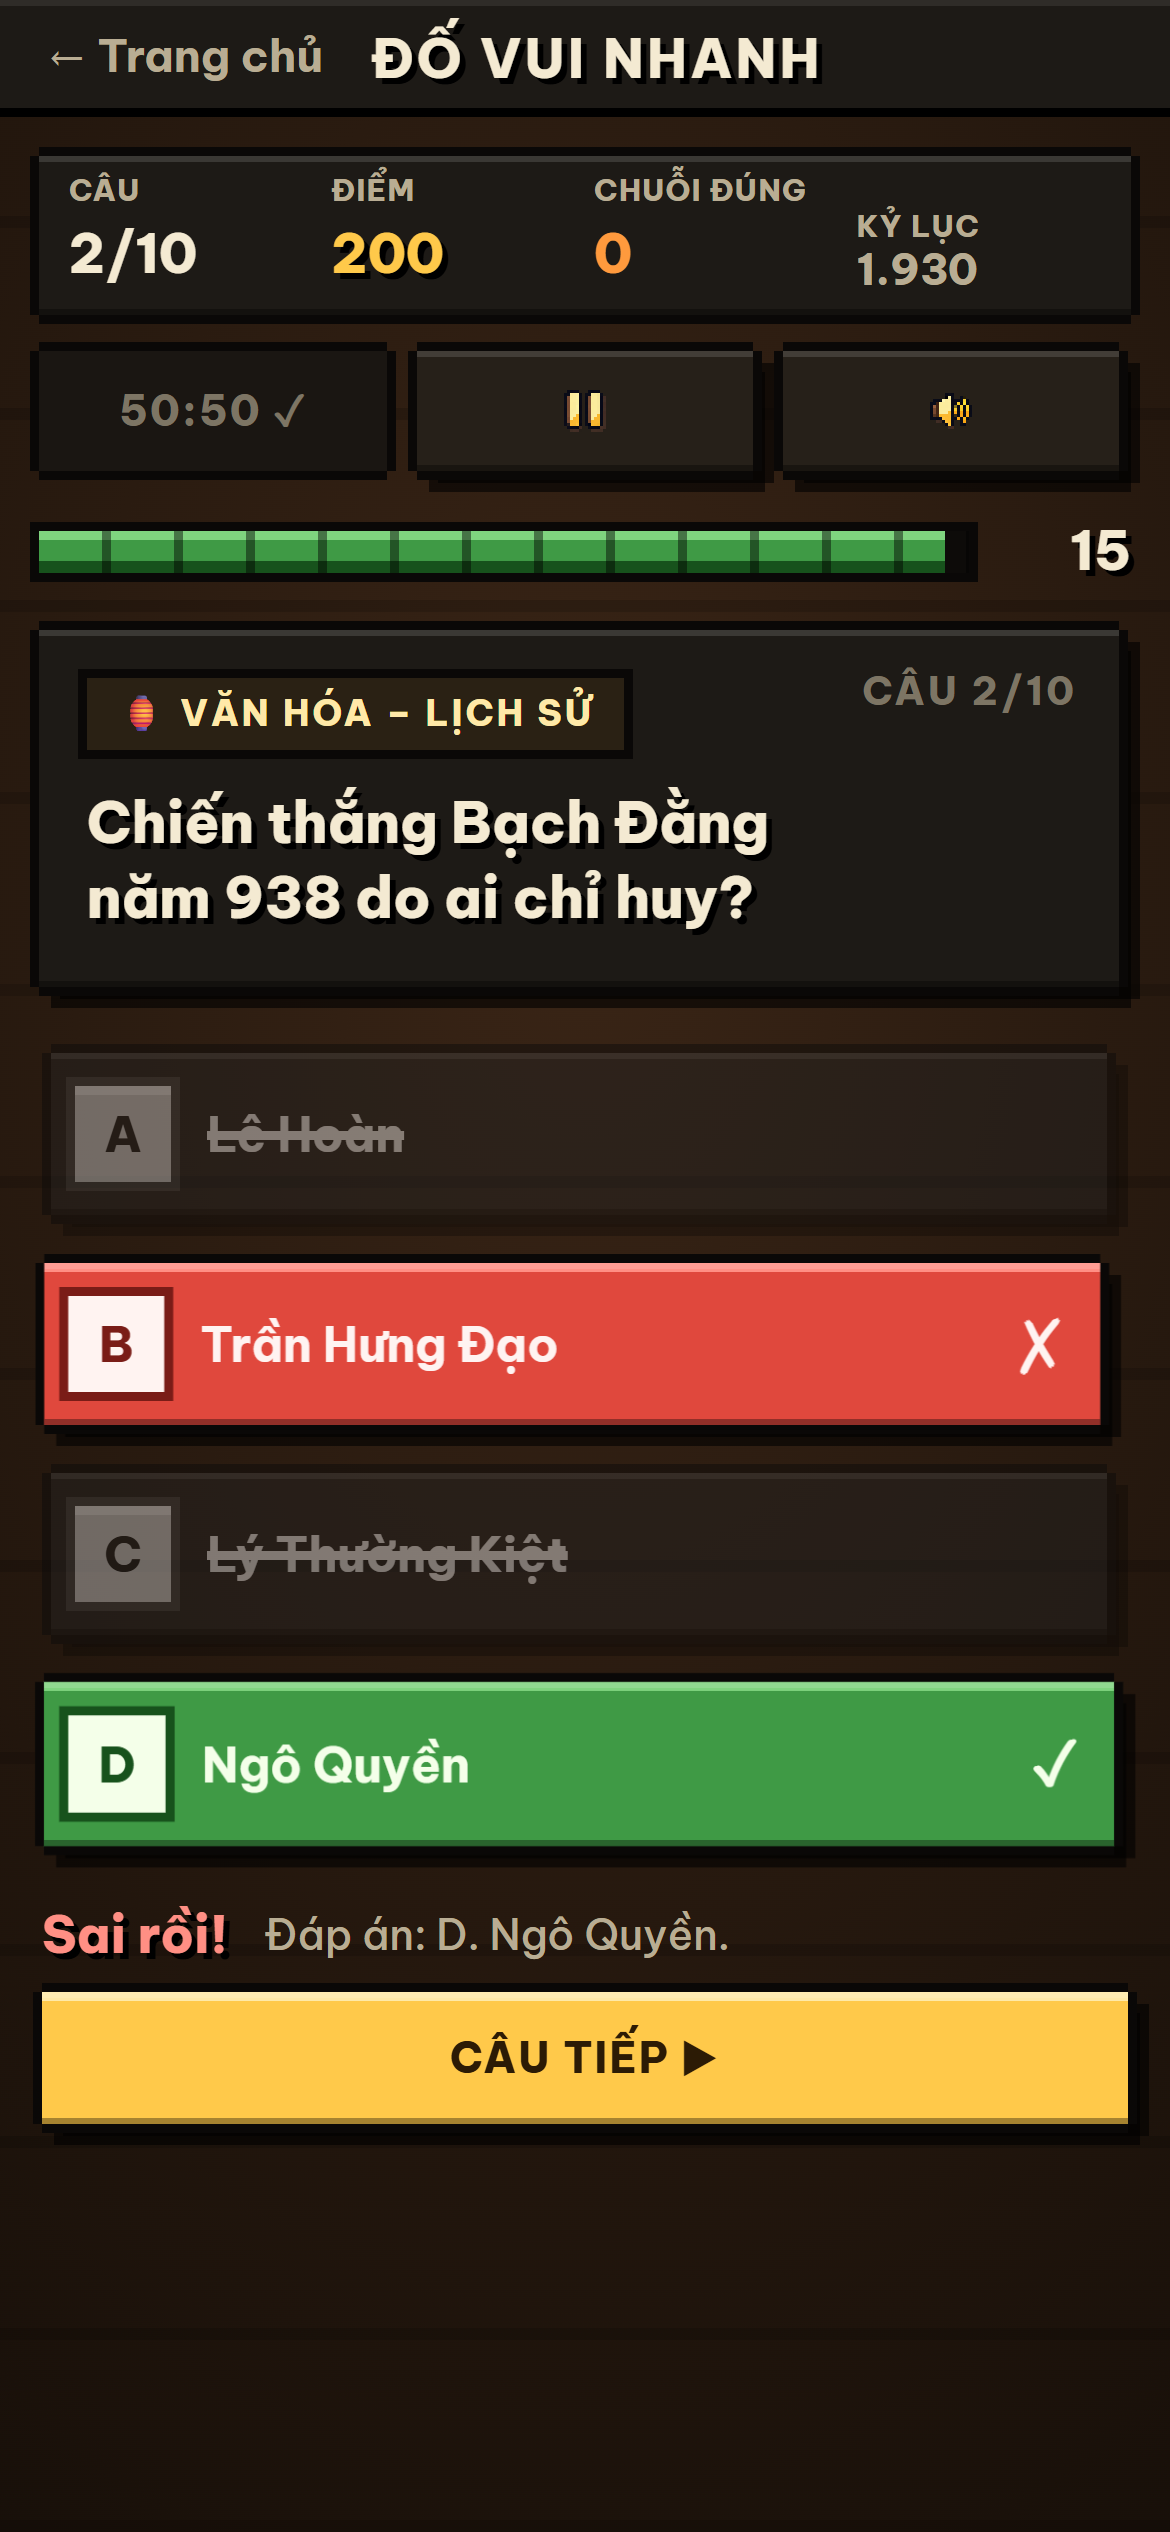 ← Trang chủ ĐỐ VUI NHANH
CÂU ĐIỂM CHUỖI ĐÚNG KỶ LỤC
2/10 200 0 1.930
50:50 ✓
15
VĂN HÓA – LỊCH SỬ CÂU 2/10
Chiến thắng Bạch Đằng
năm 938 do ai chỉ huy?
A Lê Hoàn
B Trần Hưng Đạo ✗
C Lý Thường Kiệt
D Ngô Quyền ✓
Sai rồi! Đáp án: D. Ngô Quyền.
CÂU TIẾP ▶